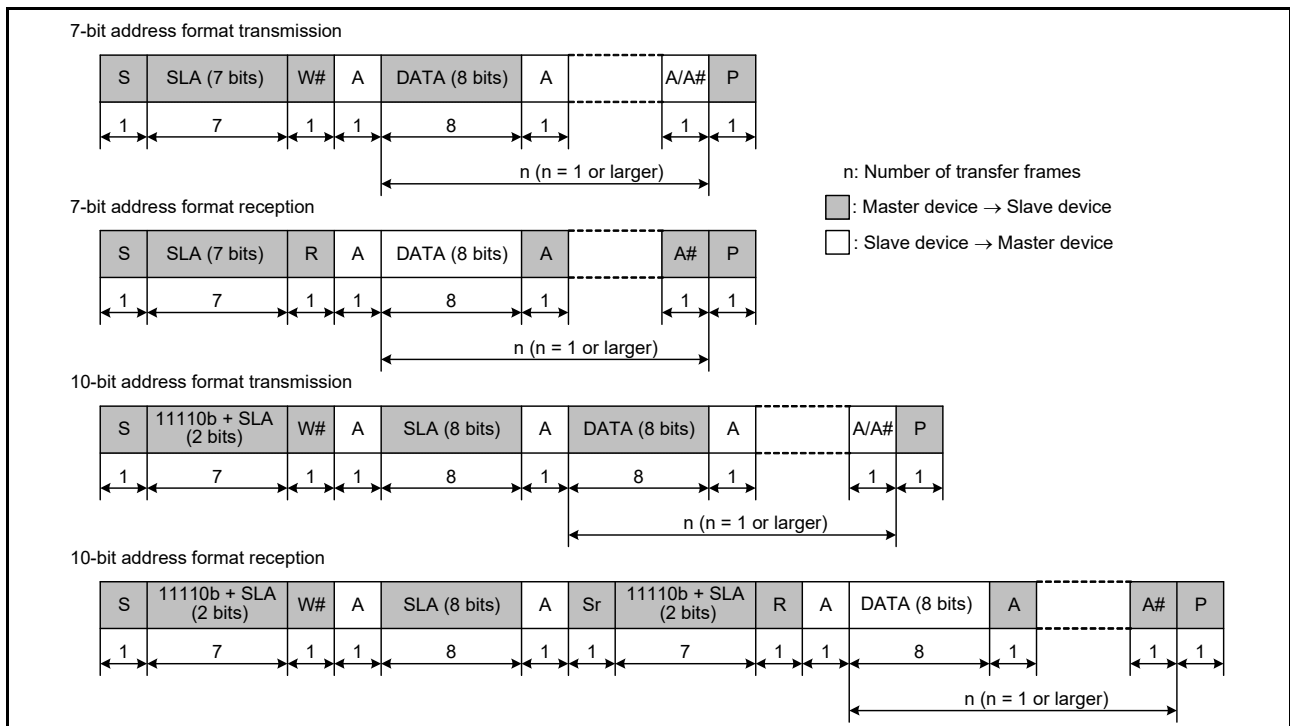 7-bit address format transmission
S SLA (7 bits) W# A DATA (8 bits) A A/A# P
1 7 1 1 8 1 1 1
n (n = 1 or larger)
n: Number of transfer frames
: Master device → Slave device
: Slave device → Master device
7-bit address format reception
S SLA (7 bits) R A DATA (8 bits) A A# P
1 7 1 1 8 1 1 1
n (n = 1 or larger)
10-bit address format transmission
S 11110b + SLA (2 bits) W# A SLA (8 bits) A DATA (8 bits) A A/A# P
1 7 1 1 8 1 8 1 1 1
n (n = 1 or larger)
10-bit address format reception
S 11110b + SLA (2 bits) W# A SLA (8 bits) A Sr 11110b + SLA (2 bits) R A DATA (8 bits) A A# P
1 7 1 1 8 1 1 7 1 1 8 1 1 1
n (n = 1 or larger)